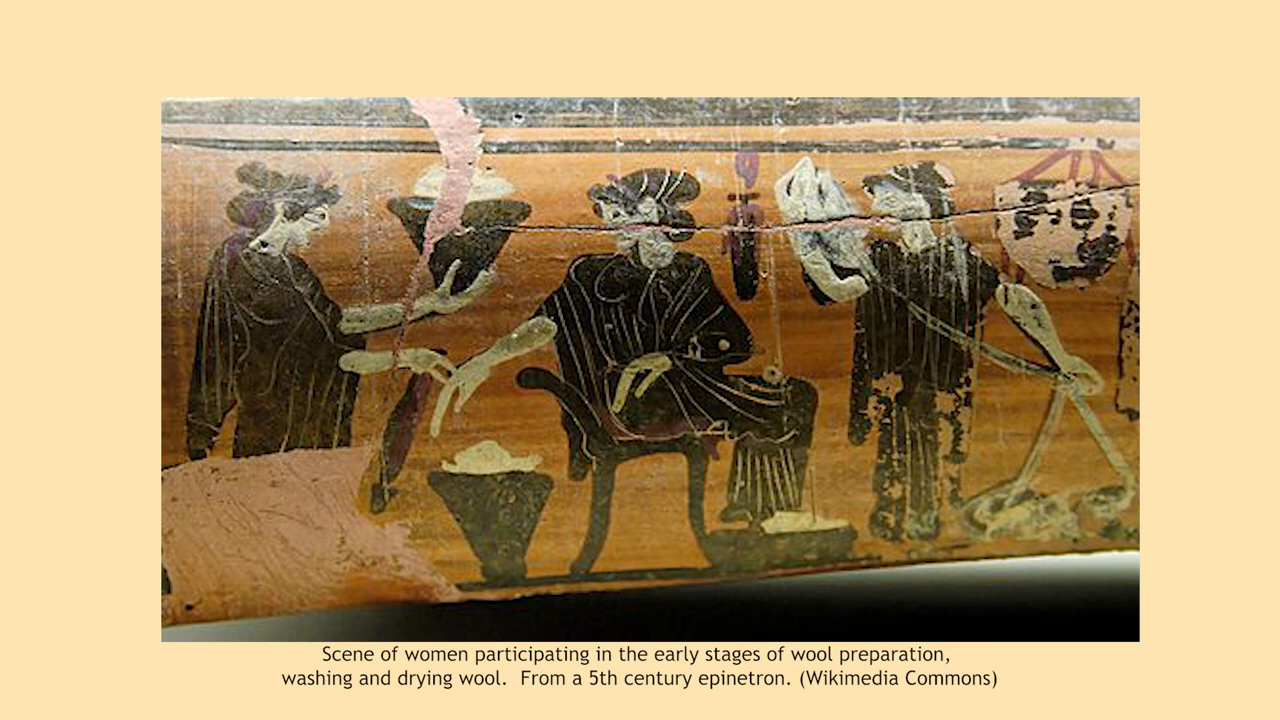 Scene of women participating in the early stages of wool preparation,
washing and drying wool.  From a 5th century epinetron. (Wikimedia Commons)